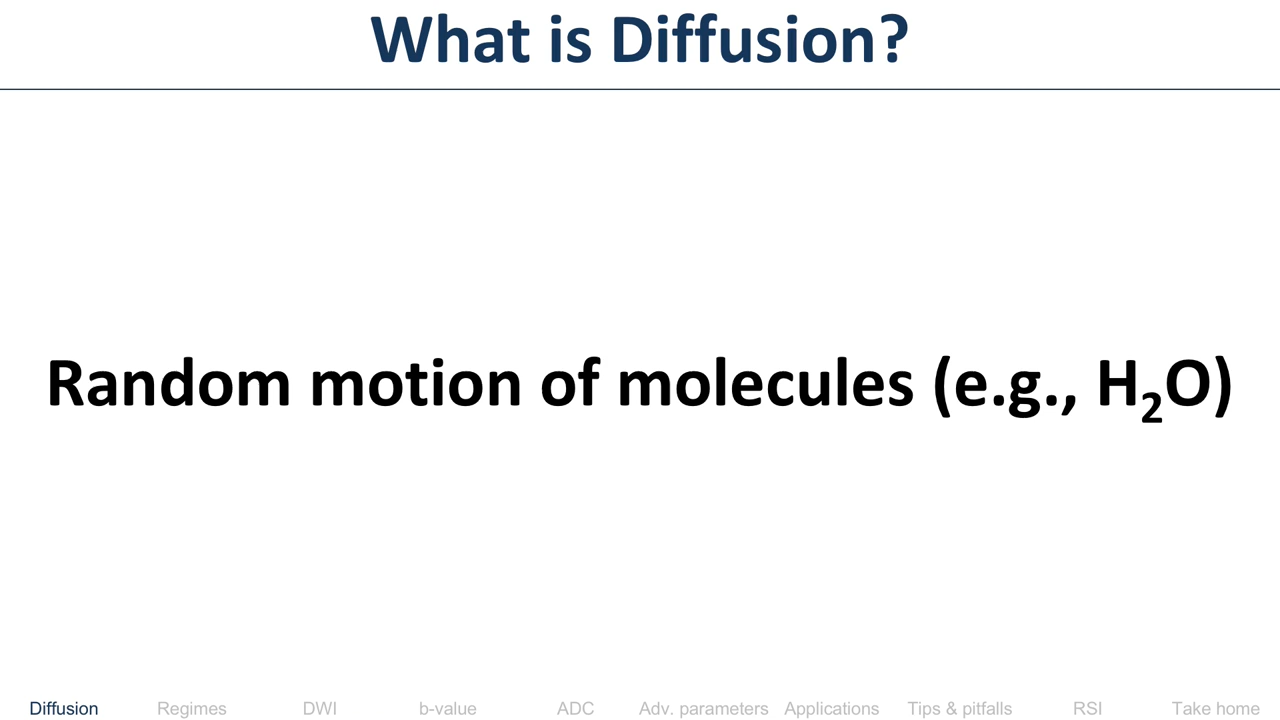 What is Diffusion?
Random motion of molecules (e.g., H₂O)
Diffusion Regimes DWI b-value ADC Adv. parameters Applications Tips & pitfalls RSI Take home